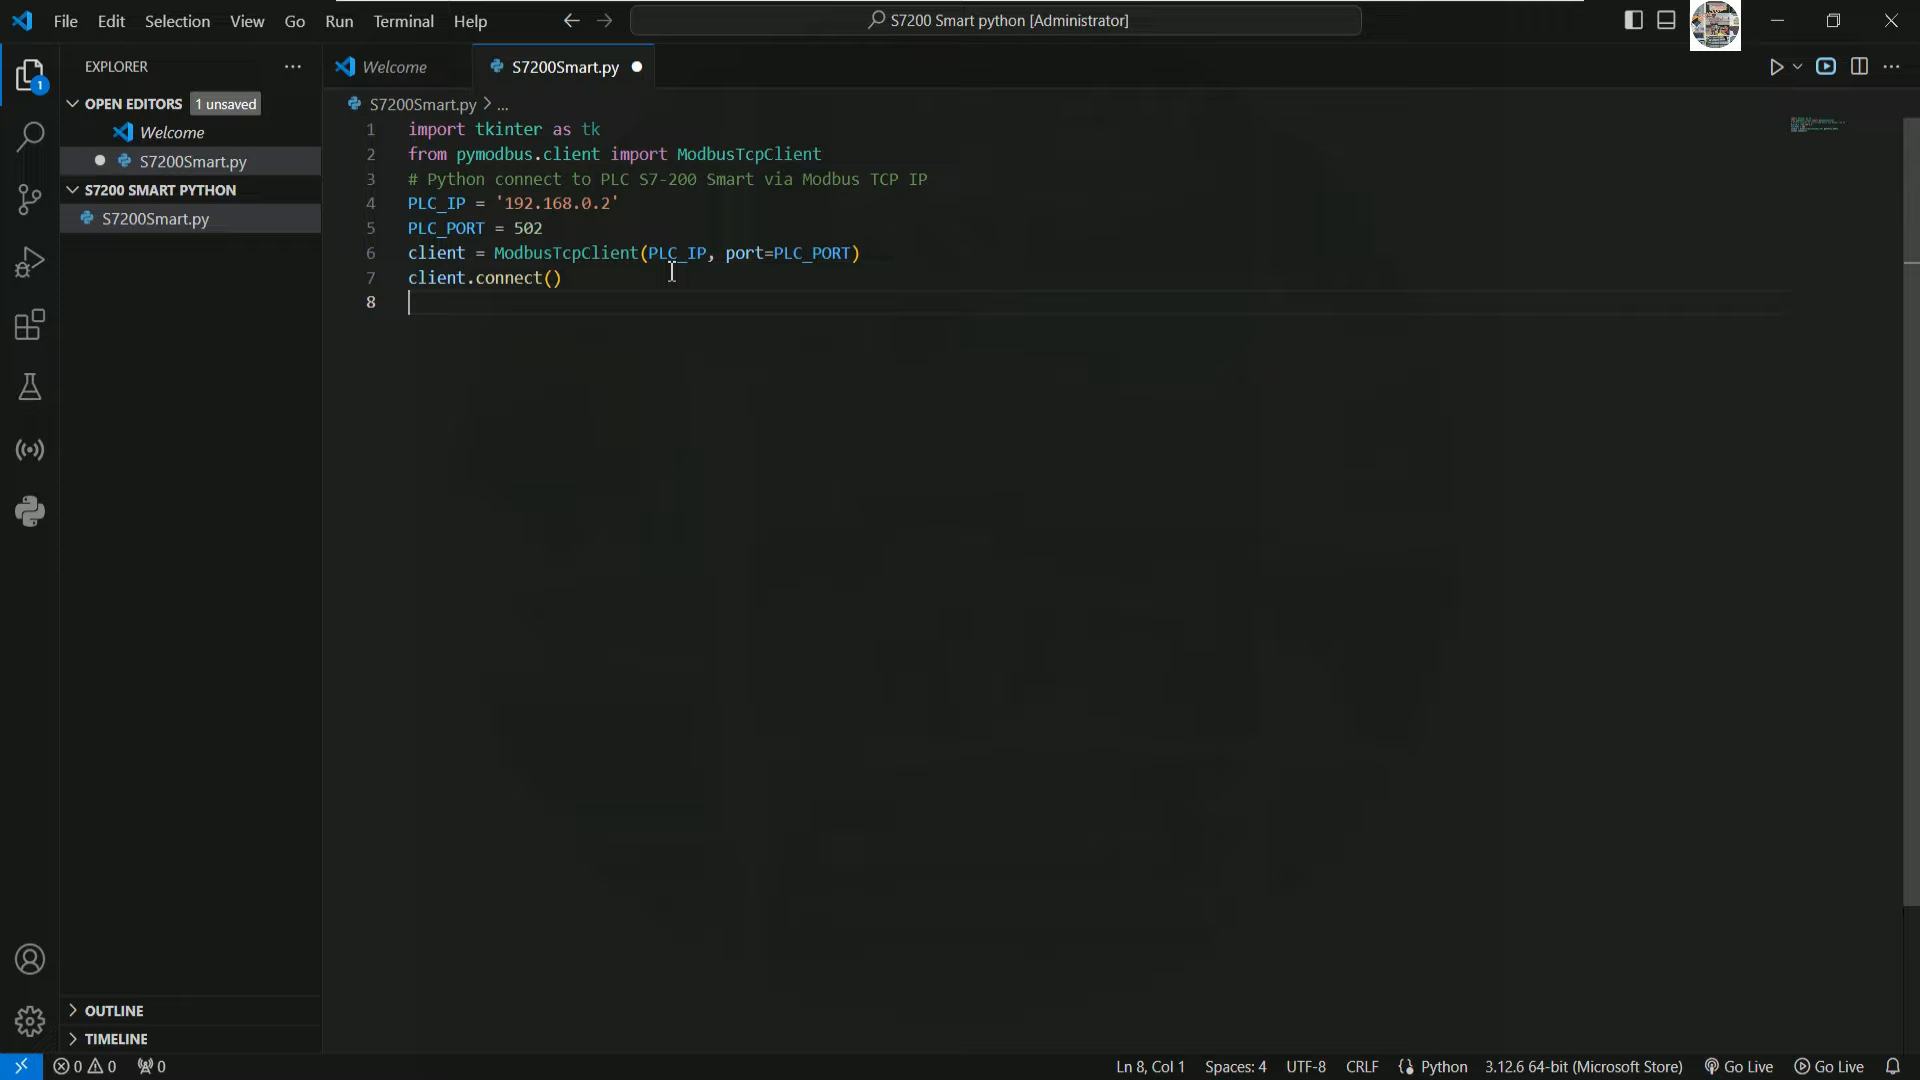 File Edit Selection View Go Run Terminal Help
S7200 Smart python [Administrator]
EXPLORER
OPEN EDITORS 1 unsaved
Welcome
S7200Smart.py
S7200 SMART PYTHON
S7200Smart.py
OUTLINE
TIMELINE
1
Welcome
S7200Smart.py
S7200Smart.py > ...
1 import tkinter as tk
2 from pymodbus.client import ModbusTcpClient
3 # Python connect to PLC S7-200 Smart via Modbus TCP IP
4 PLC_IP = '192.168.0.2'
5 PLC_PORT = 502
6 client = ModbusTcpClient(PLC_IP, port=PLC_PORT)
7 client.connect()
8
0 0 0
Ln 8, Col 1 Spaces: 4 UTF-8 CRLF Python 3.12.6 64-bit (Microsoft Store) Go Live Go Live